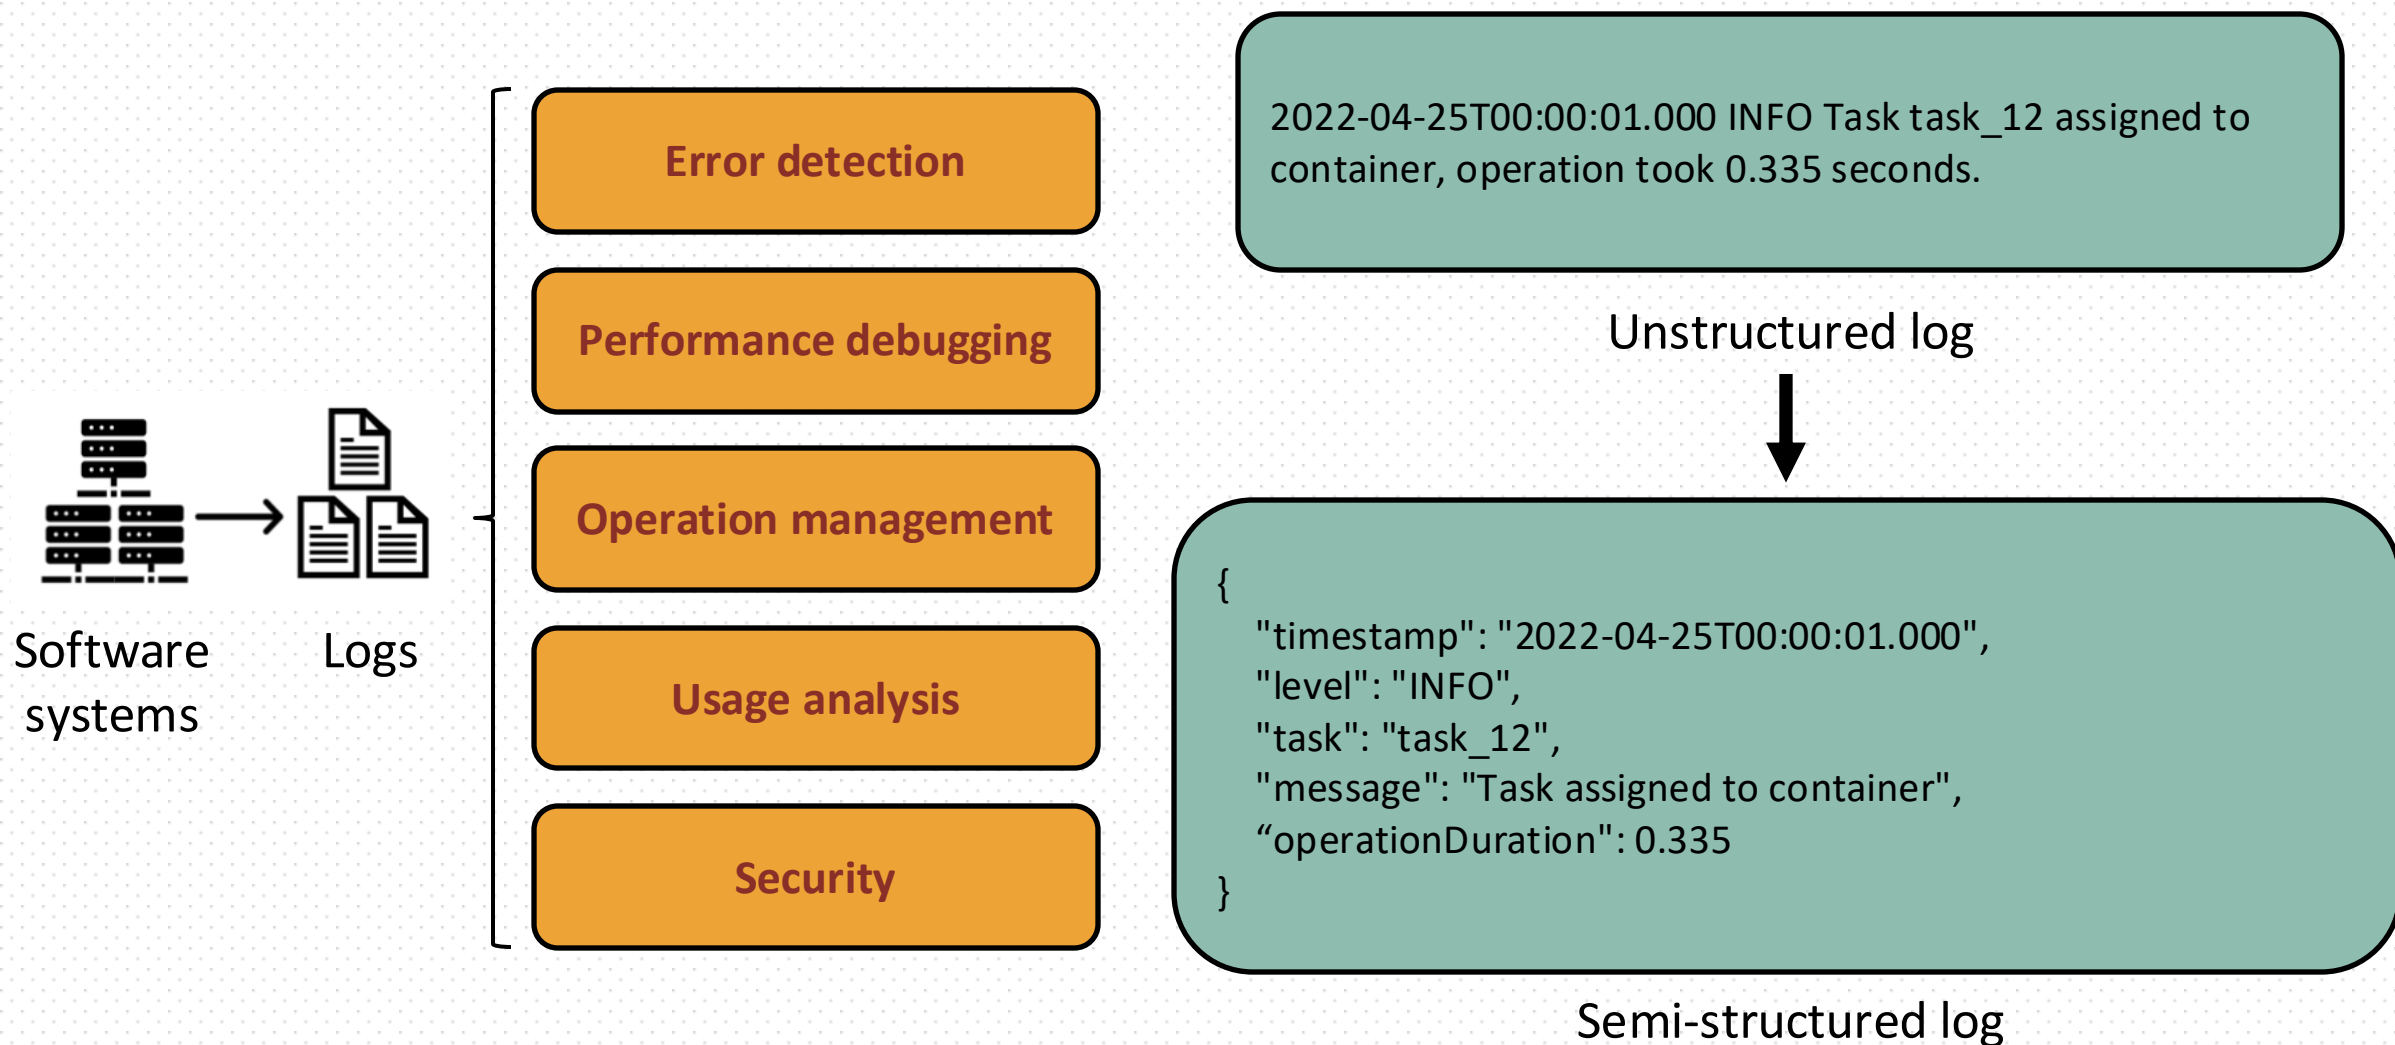 Software
systems
Logs
Error detection
Performance debugging
Operation management
Usage analysis
Security
2022-04-25T00:00:01.000 INFO Task task_12 assigned to
container, operation took 0.335 seconds.
Unstructured log
{
"timestamp": "2022-04-25T00:00:01.000",
"level": "INFO",
"task": "task_12",
"message": "Task assigned to container",
“operationDuration": 0.335
}
Semi-structured log